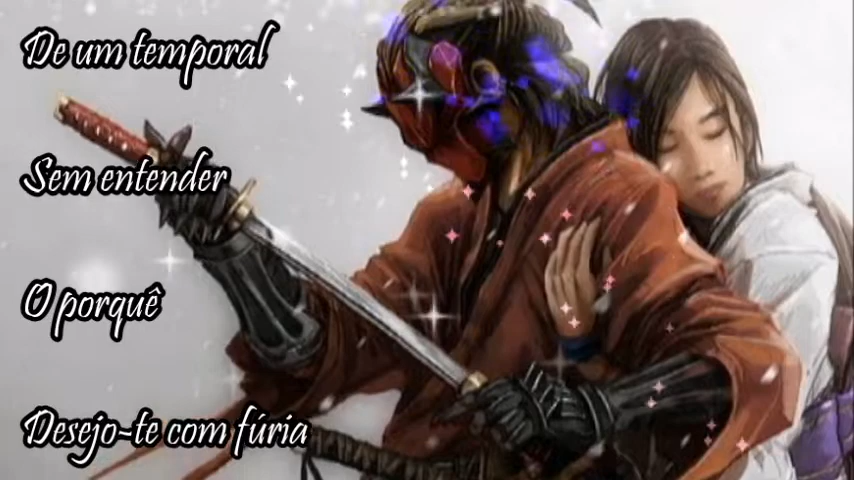 De um temporal
Sem entender
O porquê
Desejo-te com fúria